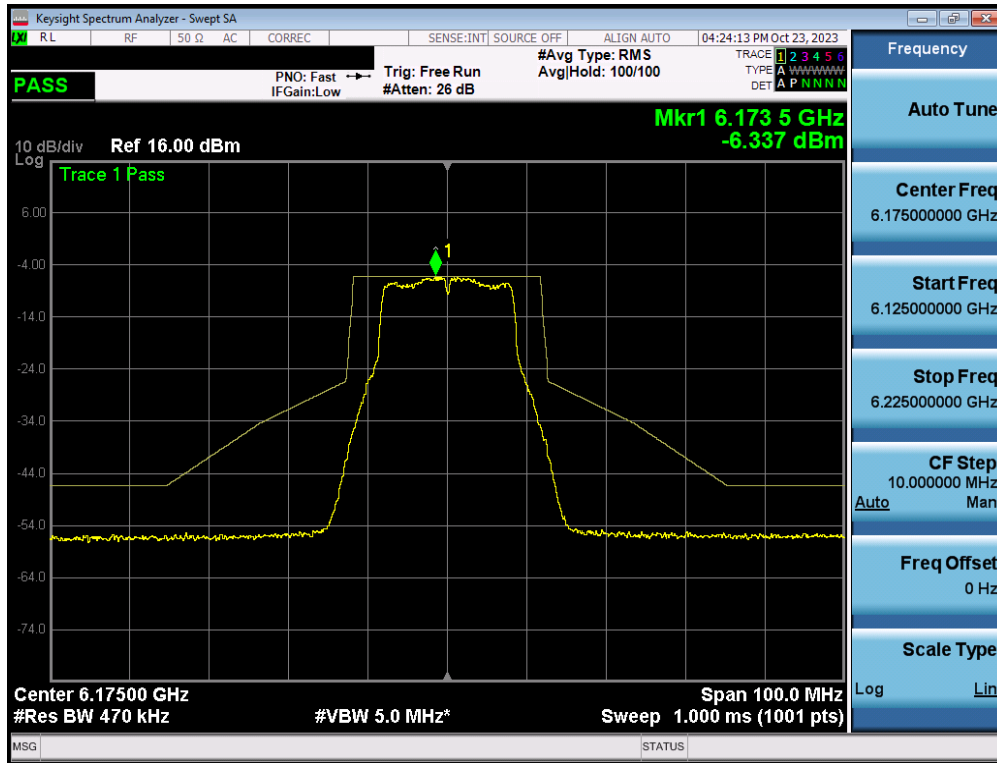 Keysight Spectrum Analyzer - Swept SA
LXI RL RF 50 Ω AC CORREC SENSE:INT SOURCE OFF ALIGN AUTO 04:24:13 PM Oct 23, 2023
PASS
PNO: Fast
IFGain:Low
Trig: Free Run
#Atten: 26 dB
#Avg Type: RMS
Avg|Hold: 100/100
TRACE 1 2 3 4 5 6
TYPE A WWWWW
DET A P N N N N
Mkr1 6.173 5 GHz
-6.337 dBm
10 dB/div Ref 16.00 dBm
Log
Trace 1 Pass
1
6.00
-4.00
-14.0
-24.0
-34.0
-44.0
-54.0
-64.0
-74.0
Center 6.17500 GHz Span 100.0 MHz
#Res BW 470 kHz #VBW 5.0 MHz* Sweep 1.000 ms (1001 pts)
MSG STATUS
Frequency
Auto Tune
Center Freq
6.175000000 GHz
Start Freq
6.125000000 GHz
Stop Freq
6.225000000 GHz
CF Step
10.000000 MHz
Auto Man
Freq Offset
0 Hz
Scale Type
Log Lin